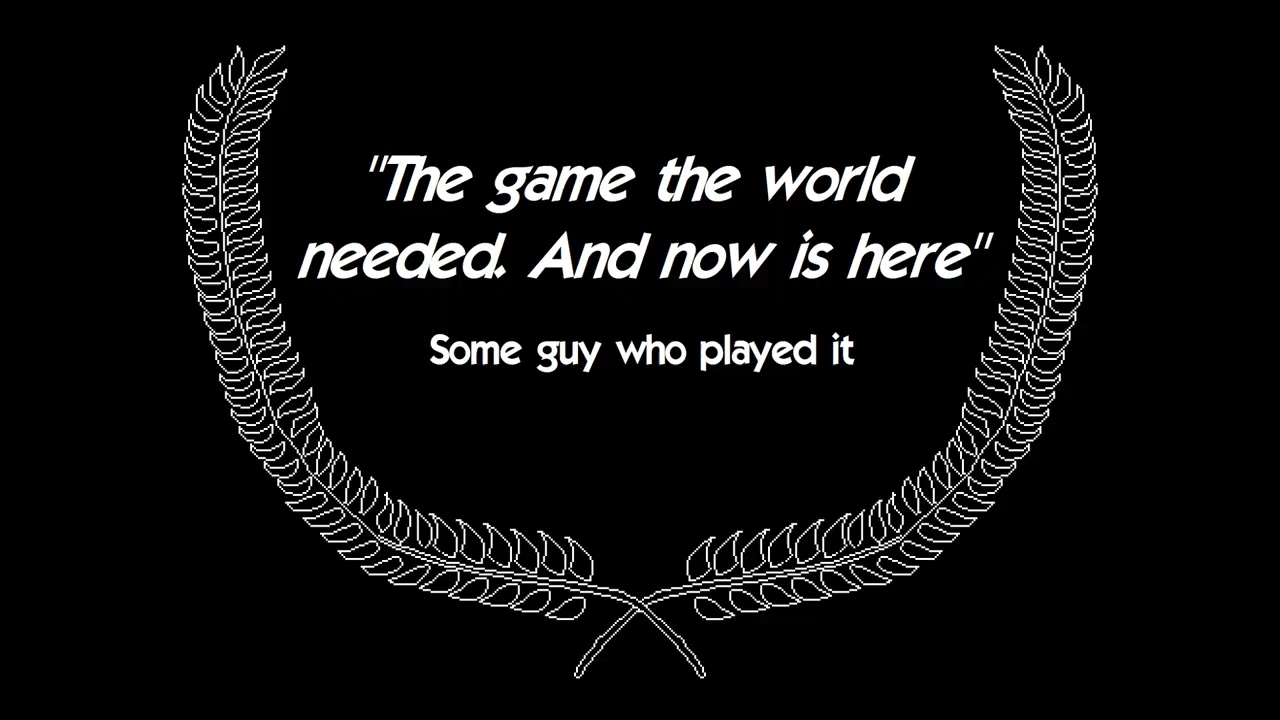 "The game the world
needed. And now is here"
Some guy who played it